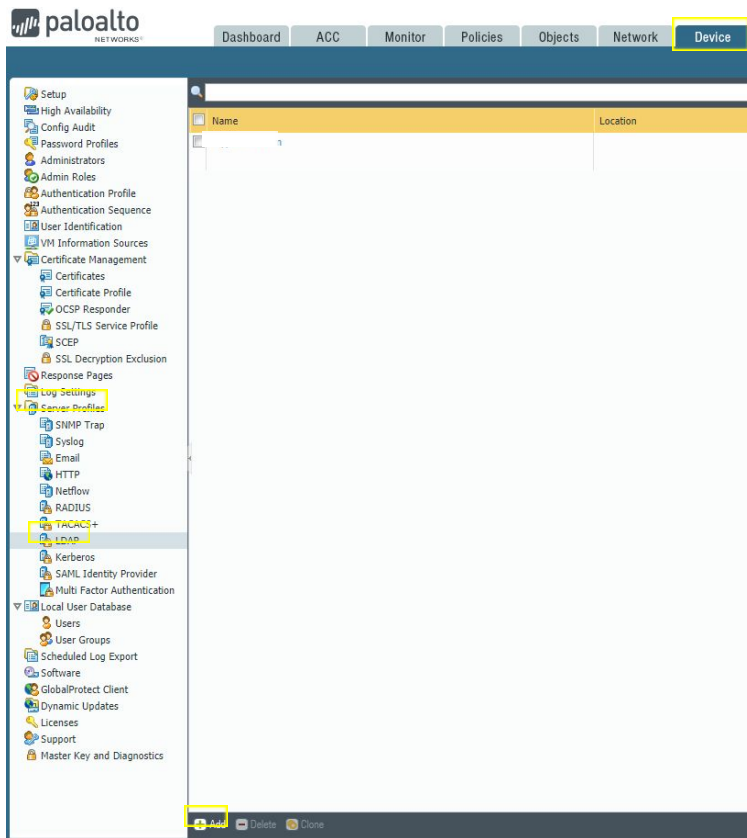 paloalto
NETWORKS®
Dashboard ACC Monitor Policies Objects Network Device
Setup
High Availability
Config Audit
Password Profiles
Administrators
Admin Roles
Authentication Profile
Authentication Sequence
User Identification
VM Information Sources
Certificate Management
Certificates
Certificate Profile
OCSP Responder
SSL/TLS Service Profile
SCEP
SSL Decryption Exclusion
Response Pages
Log Settings
Server Profiles
SNMP Trap
Syslog
Email
HTTP
Netflow
RADIUS
TACACS+
LDAP
Kerberos
SAML Identity Provider
Multi Factor Authentication
Local User Database
Users
User Groups
Scheduled Log Export
Software
GlobalProtect Client
Dynamic Updates
Licenses
Support
Master Key and Diagnostics
Name Location
Add Delete Clone